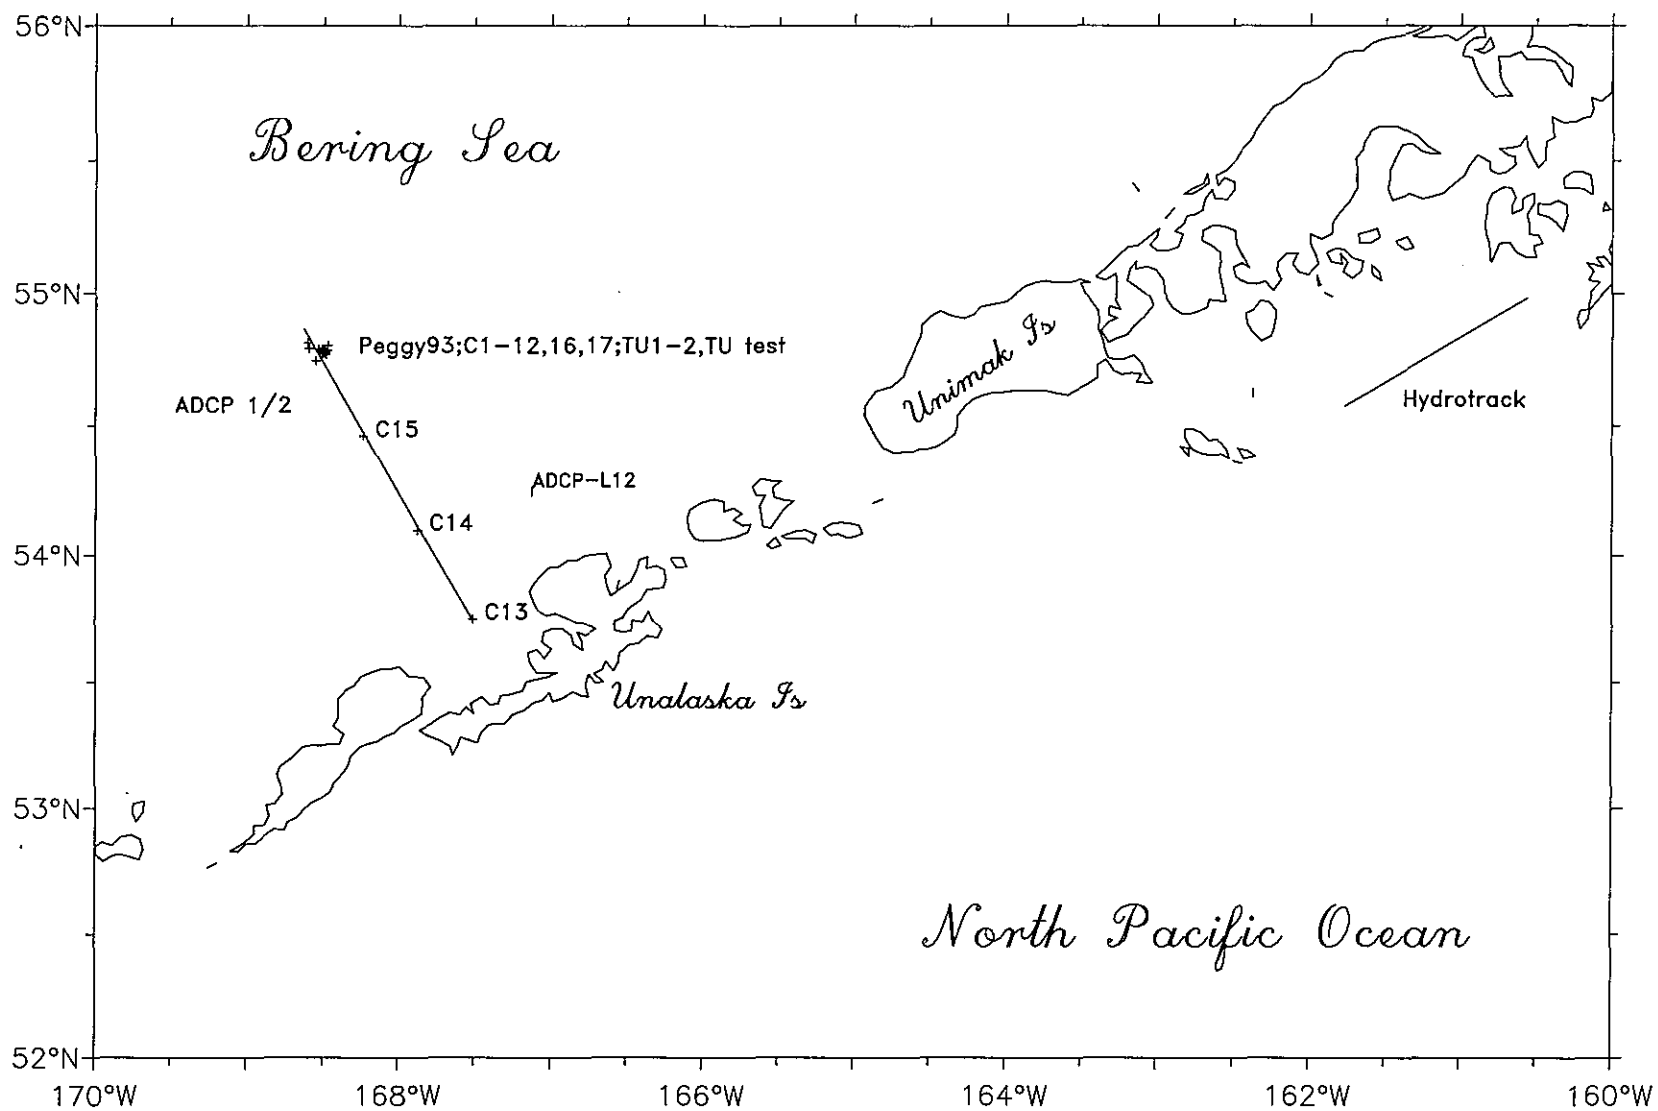 56°N
Bering Sea
55°N
Unimak Is
Peggy93;C1-12,16,17;TU1-2,TU test
ADCP 1/2
Hydrotrack
C15
ADCP-L12
C14
54°N
C13
Unalaska Is
53°N
North Pacific Ocean
52°N
170°W 168°W 166°W 164°W 162°W 160°W